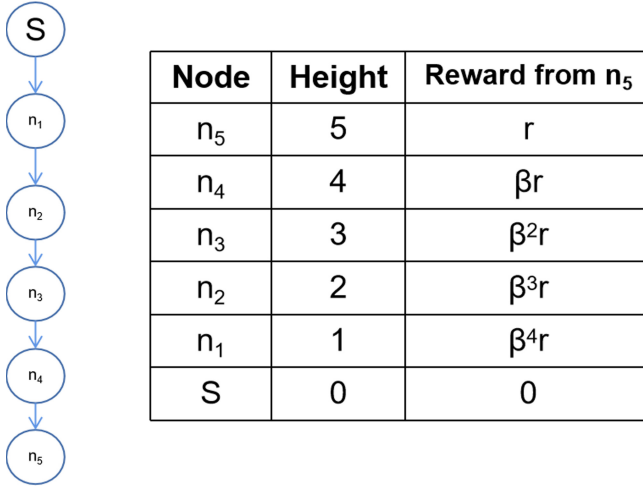 S
n₁
n₂
n₃
n₄
n₅
Node Height Reward from n₅
n₅ 5 r
n₄ 4 βr
n₃ 3 β²r
n₂ 2 β³r
n₁ 1 β⁴r
S 0 0